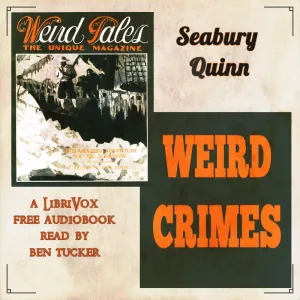 Weird Tales
THE UNIQUE MAGAZINE
Seabury
Quinn
WEIRD
CRIMES
A LIBRIVOX
FREE AUDIOBOOK
READ BY
BEN TUCKER